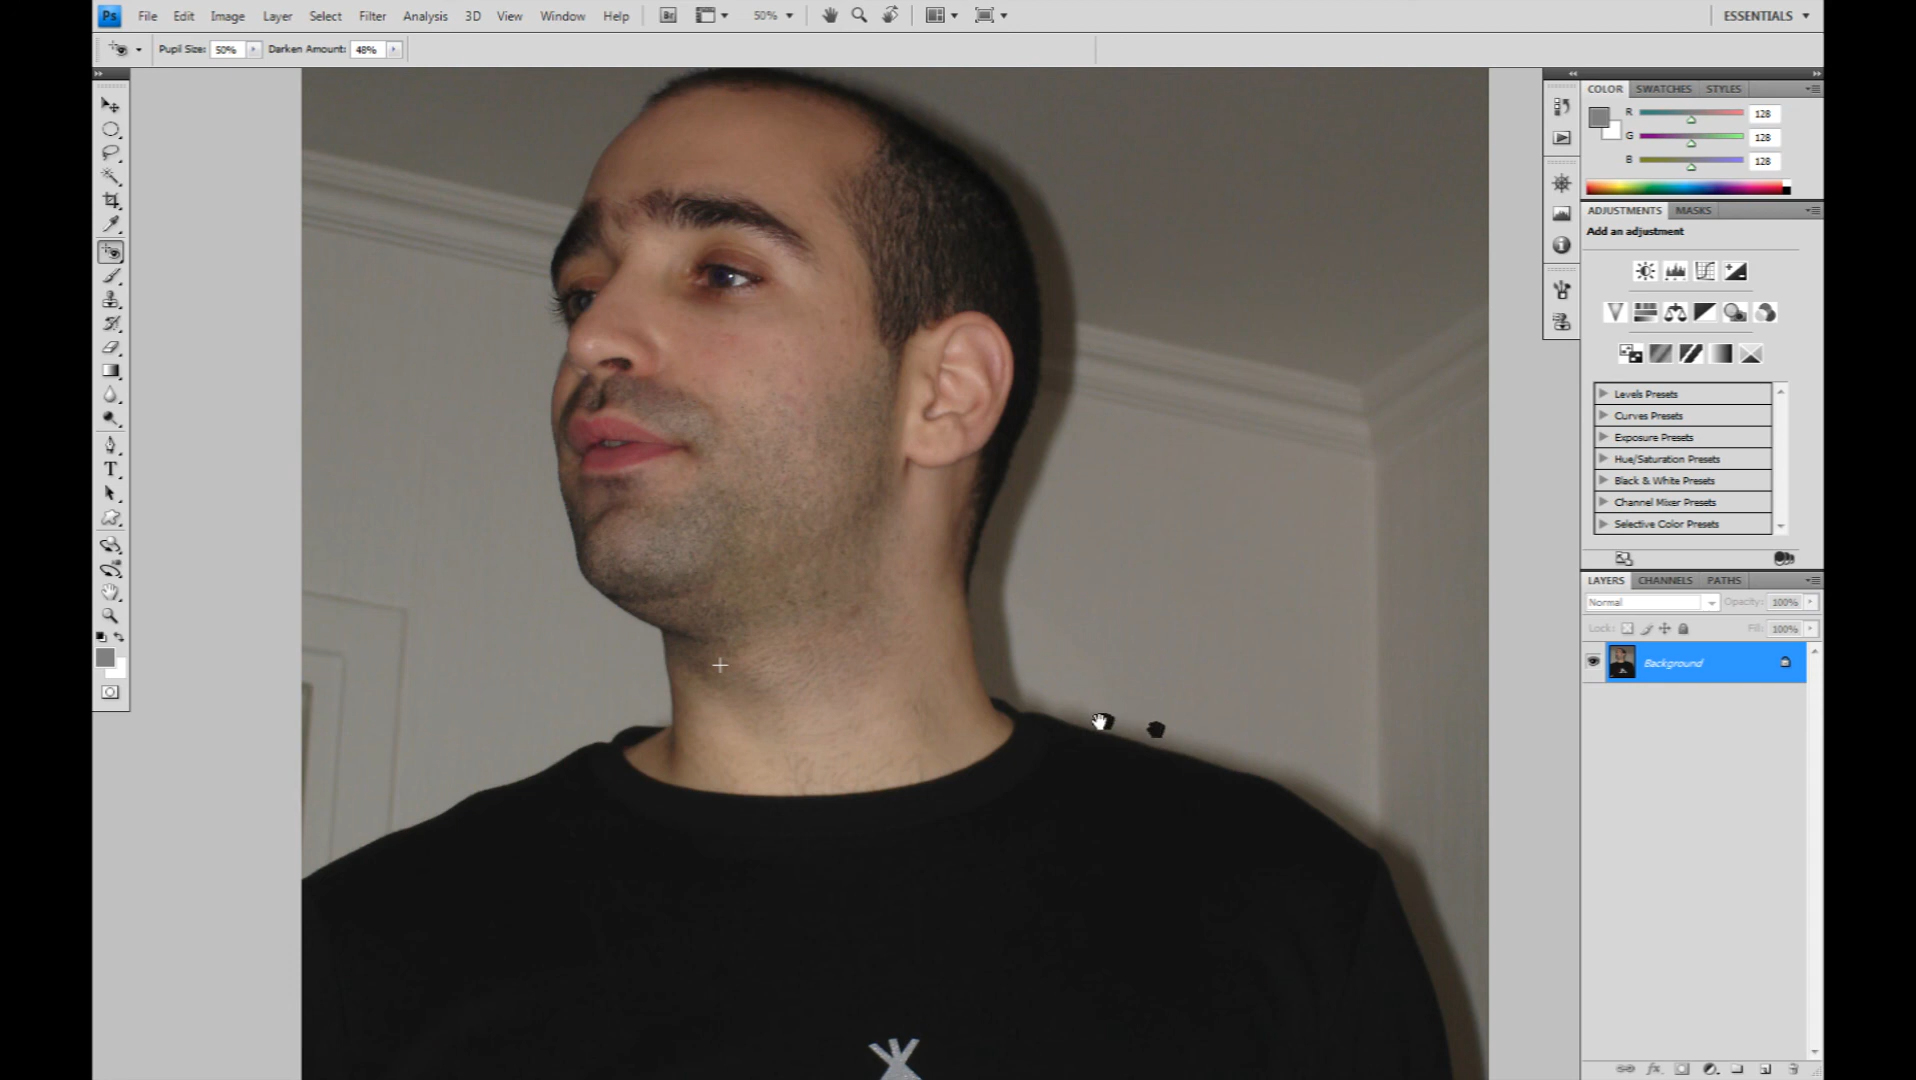 Ps File Edit Image Layer Select Filter Analysis 3D View Window Help Br 50% ESSENTIALS
Pupil Size: 50% Darken Amount: 48%
COLOR SWATCHES STYLES
R 128
G 128
B 128
ADJUSTMENTS MASKS
Add an adjustment
Levels Presets
Curves Presets
Exposure Presets
Hue/Saturation Presets
Black & White Presets
Channel Mixer Presets
Selective Color Presets
LAYERS CHANNELS PATHS
Normal Opacity: 100%
Lock: Fill: 100%
Background